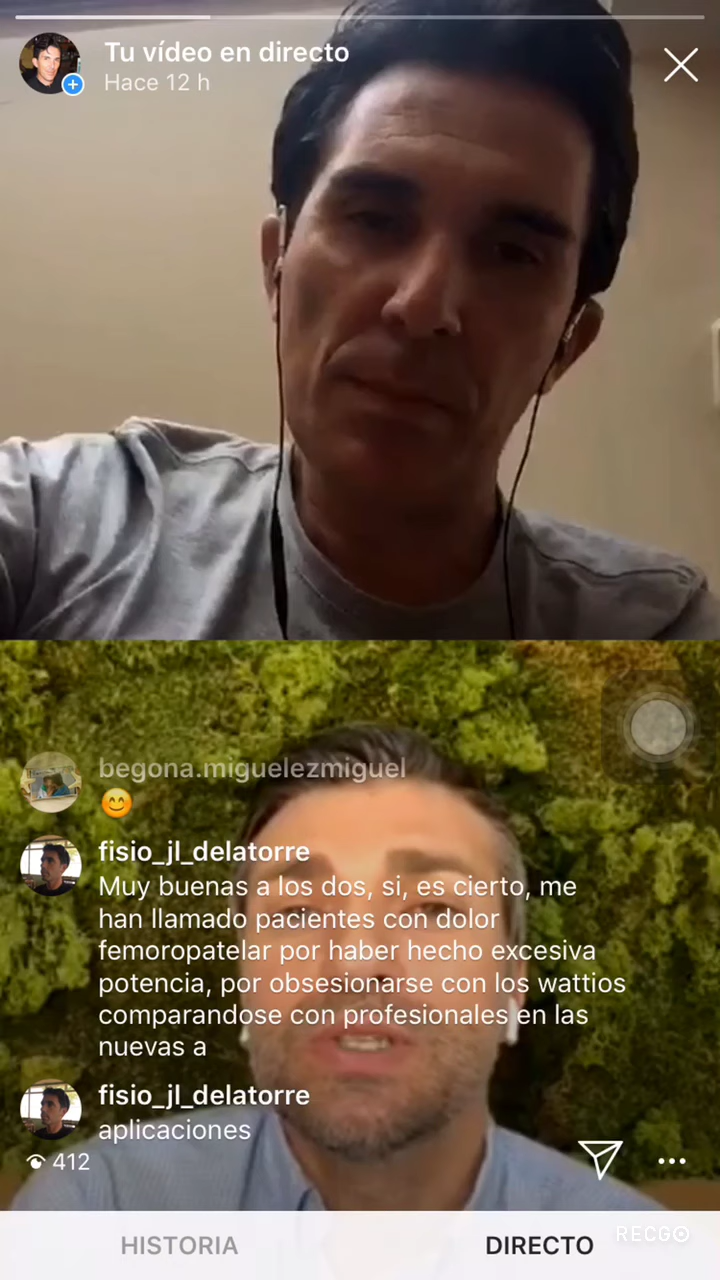 Tu vídeo en directo
Hace 12 h
begona.miguelezmiguel
😊
fisio_jl_delatorre
Muy buenas a los dos, si, es cierto, me
han llamado pacientes con dolor
femoropatelar por haber hecho excesiva
potencia, por obsesionarse con los wattios
comparandose con profesionales en las
nuevas a
fisio_jl_delatorre
aplicaciones
412
HISTORIA
DIRECTO
RECGO